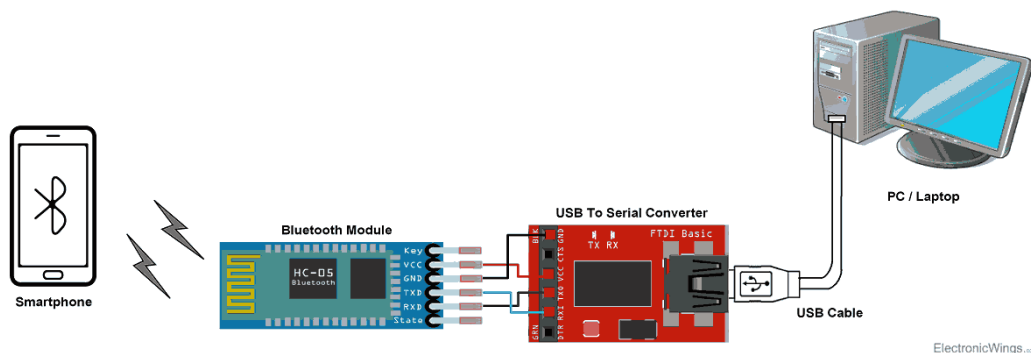 PC / Laptop
USB To Serial Converter
Bluetooth Module
Smartphone
HC-05
Bluetooth
Key
VCC
GND
TXD
RXD
State
BLK
GND
CTS
VCC
TXO
RXI
DTR
GRN
TX RX
FTDI Basic
USB Cable